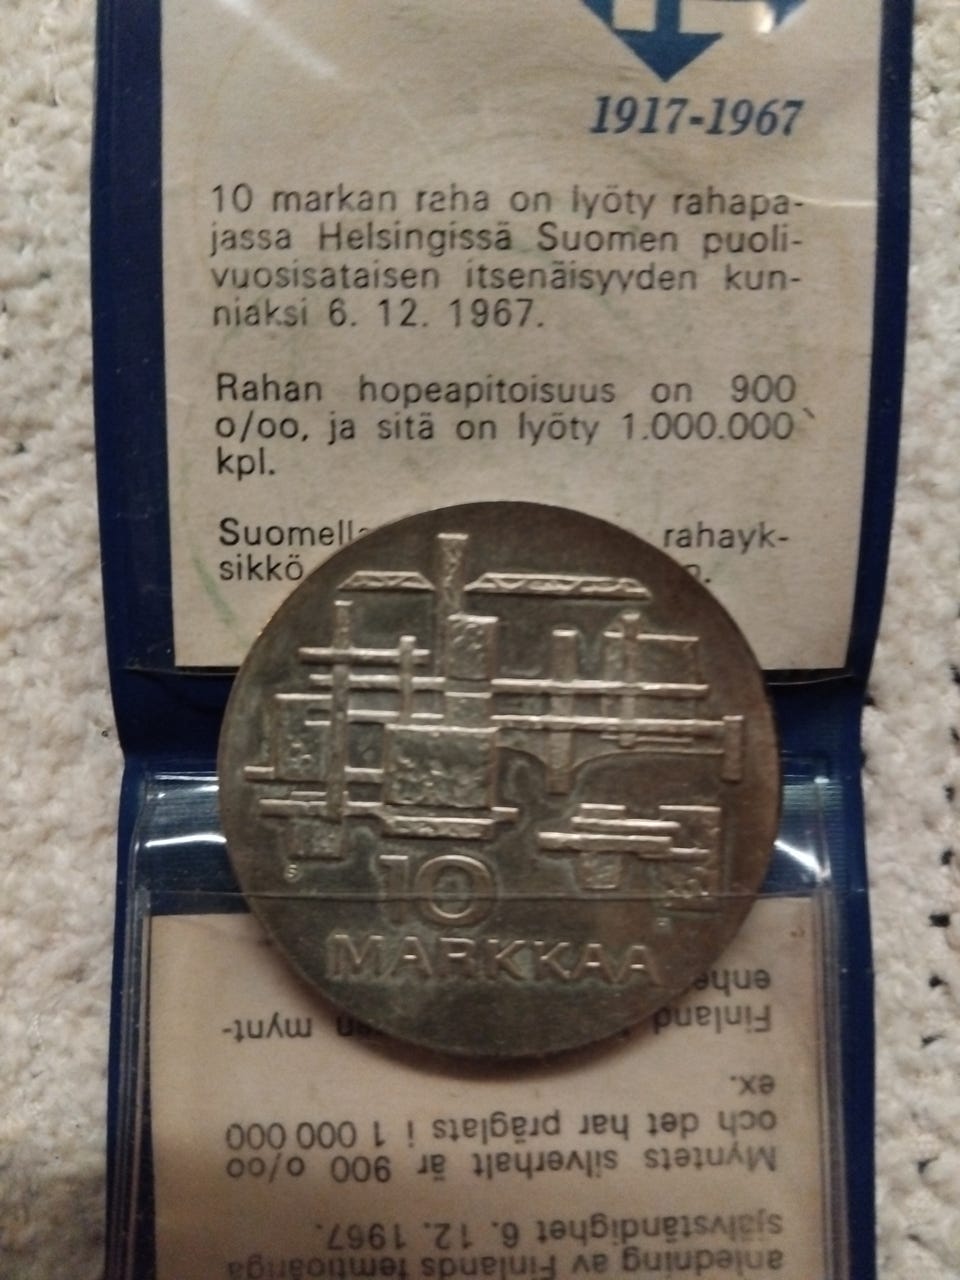 1917-1967
10 markan raha on lyöty rahapa-
jassa Helsingissä Suomen puoli-
vuosisataisen itsenäisyyden kun-
niaksi 6. 12. 1967.
Rahan hopeapitoisuus on 900
o/oo, ja sitä on lyöty 1.000.000
kpl.
rahayk-
sikkö
10
MARKKAA
S
anledning av Finlands femtioåriga
självständighet 6. 12. 1967.
Myntets silverhalt är 900 o/oo
och det har präglats i 1 000 000
ex.
Finland mynt-
enhe